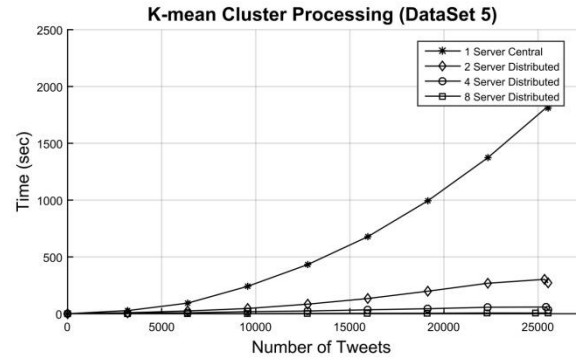 K-mean Cluster Processing (DataSet 5)
2500
2000
1500
1000
500
0
Time (sec)
1 Server Central
2 Server Distributed
4 Server Distributed
8 Server Distributed
0 5000 10000 15000 20000 25000
Number of Tweets